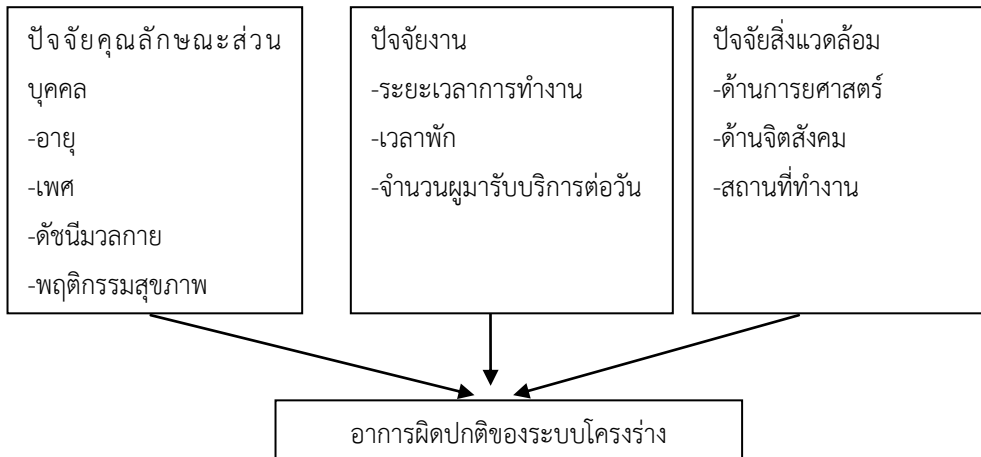 ปัจจัยคุณลักษณะส่วน
บุคคล
-อายุ
-เพศ
-ดัชนีมวลกาย
-พฤติกรรมสุขภาพ
ปัจจัยงาน
-ระยะเวลาการทำงาน
-เวลาพัก
-จำนวนผูมารับบริการต่อวัน
ปัจจัยสิ่งแวดล้อม
-ด้านการยศาสตร์
-ด้านจิตสังคม
-สถานที่ทำงาน
อาการผิดปกติของระบบโครงร่าง